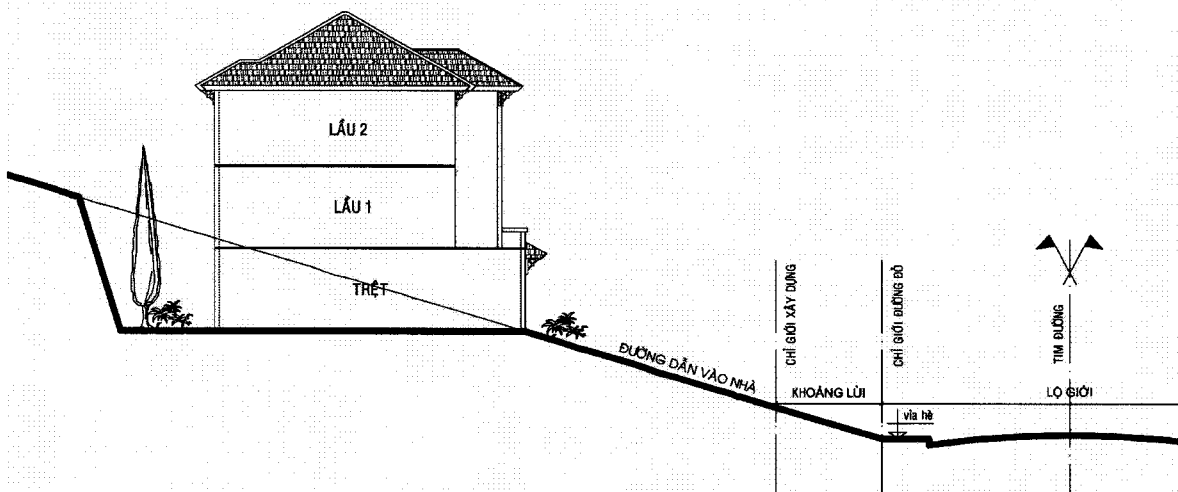 LẦU 2
LẦU 1
TRỆT
ĐƯỜNG DẪN VÀO NHÀ
CHỈ GIỚI XÂY DỰNG
CHỈ GIỚI ĐƯỜNG ĐỎ
TIM ĐƯỜNG
KHOẢNG LÙI
LỘ GIỚI
vỉa hè